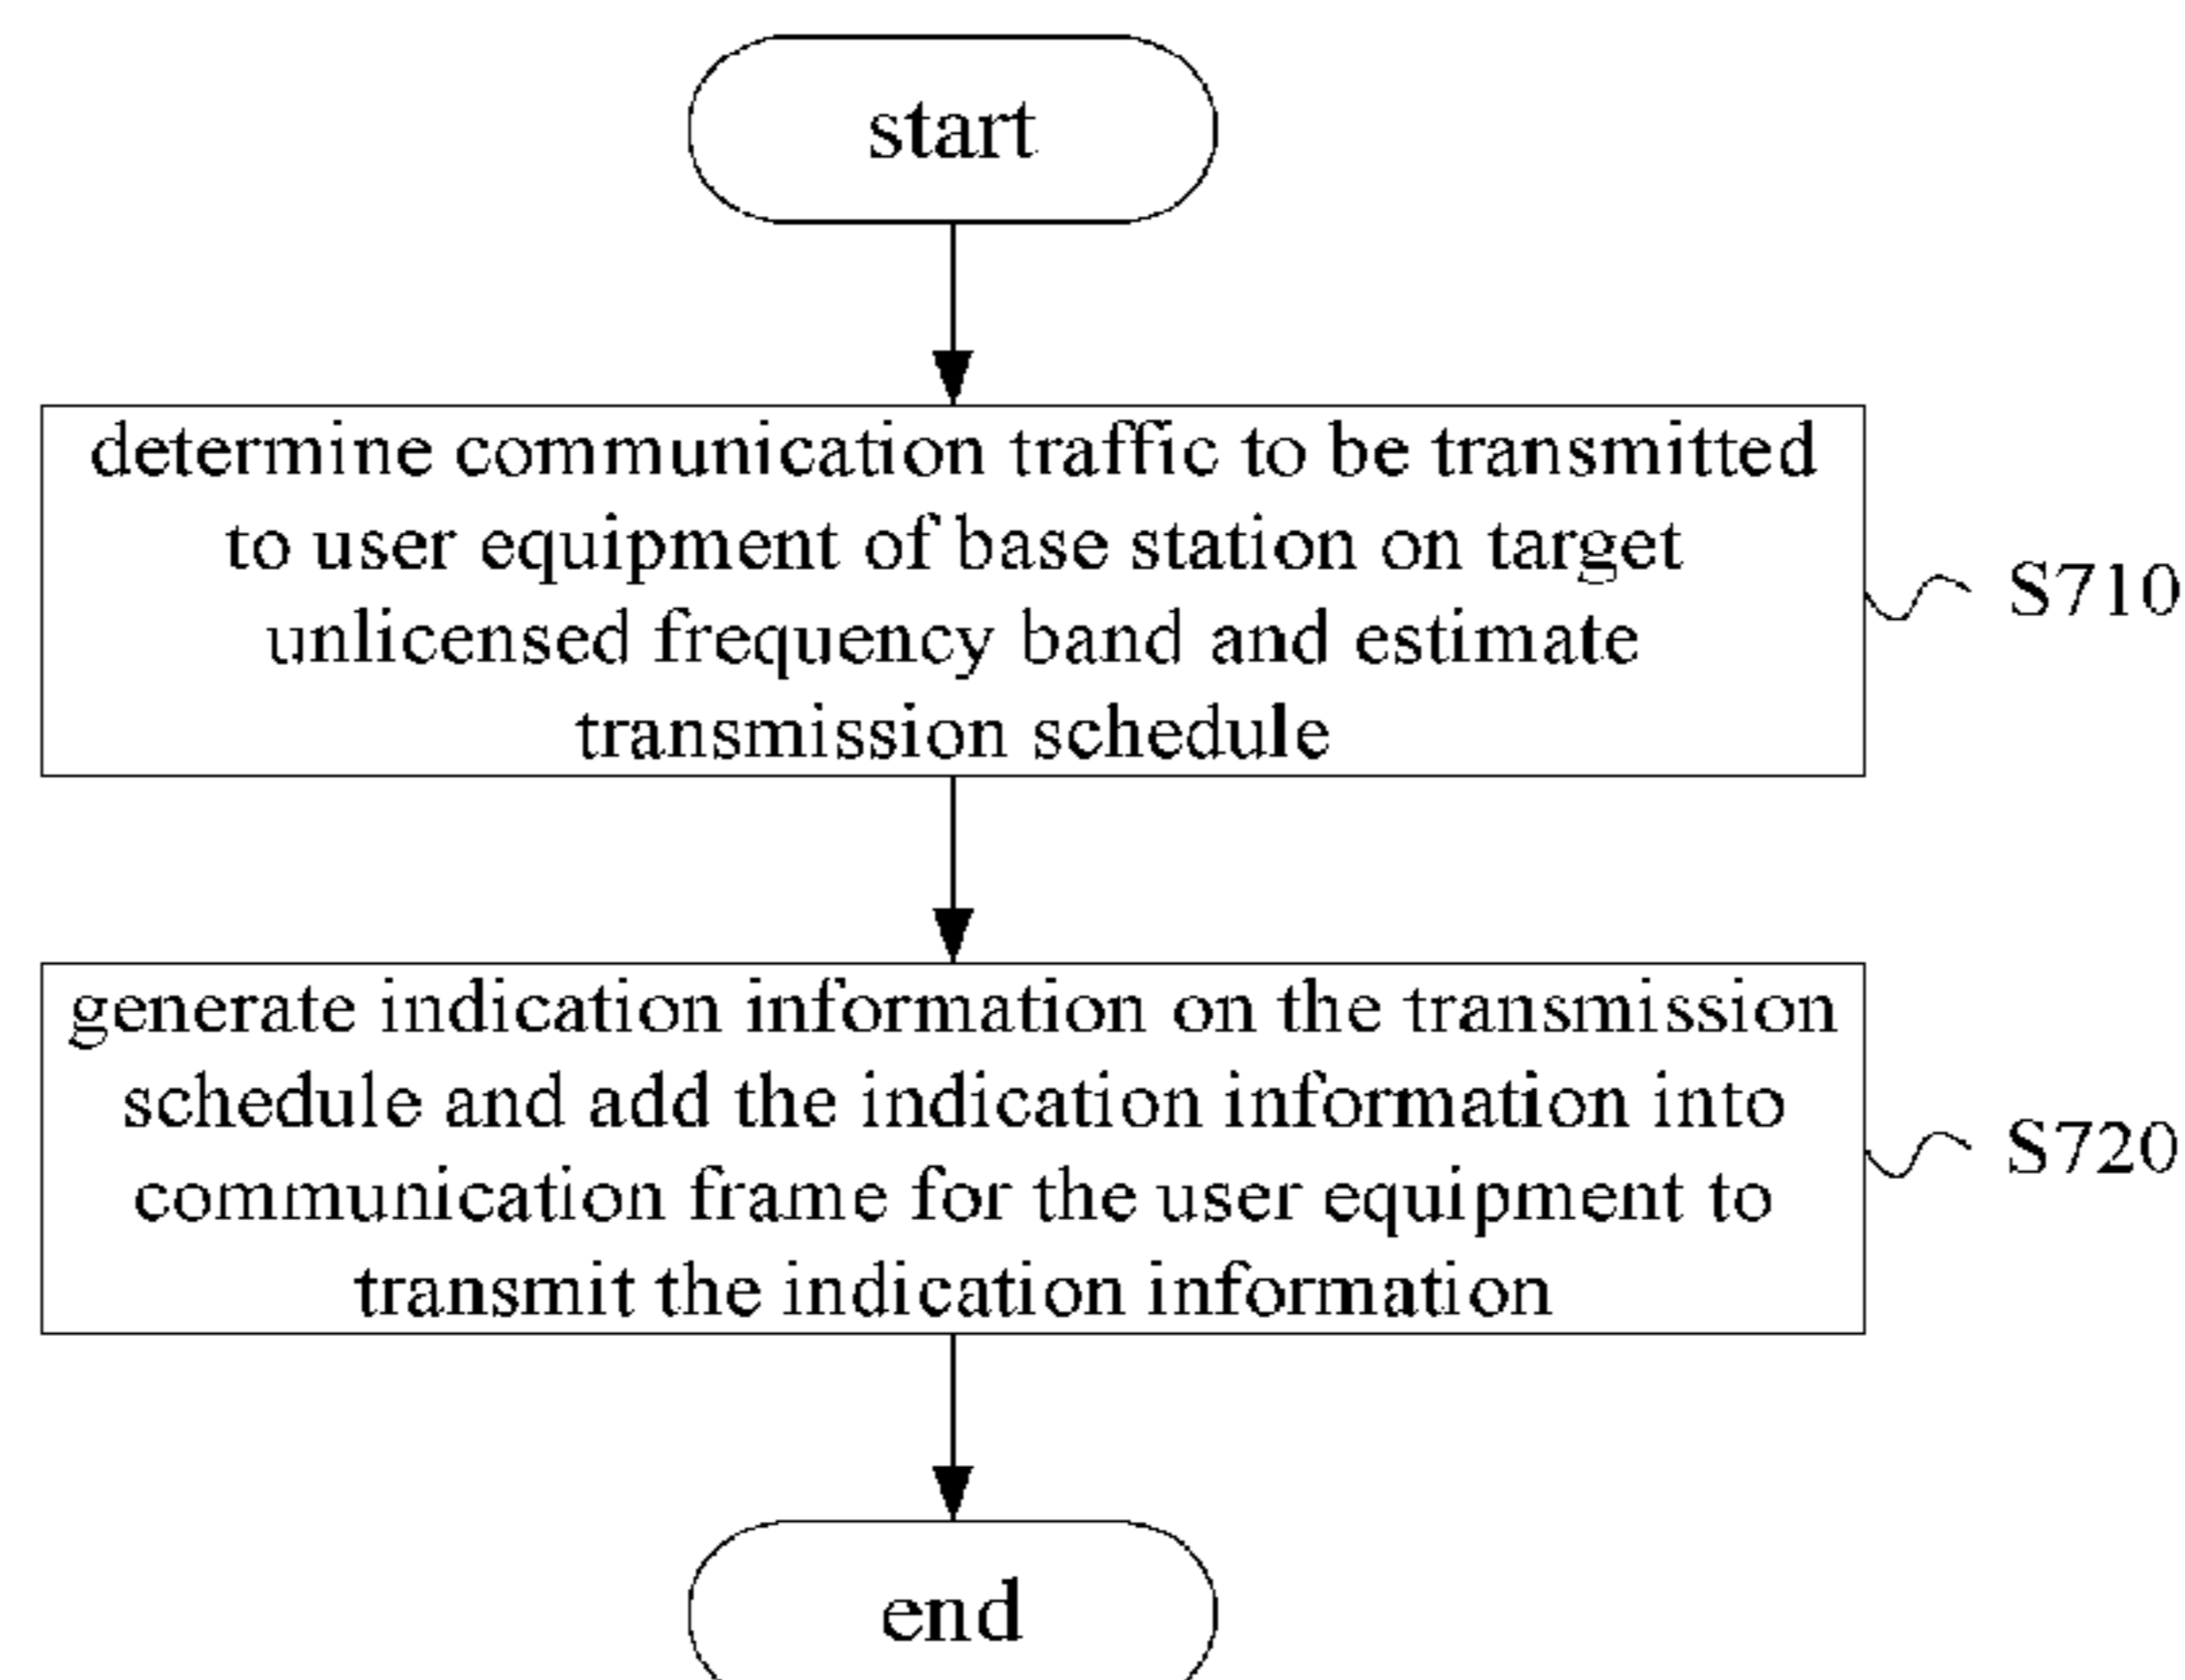 start
determine communication traffic to be transmitted
to user equipment of base station on target
unlicensed frequency band and estimate
transmission schedule
S710
generate indication information on the transmission
schedule and add the indication information into
communication frame for the user equipment to
transmit the indication information
S720
end